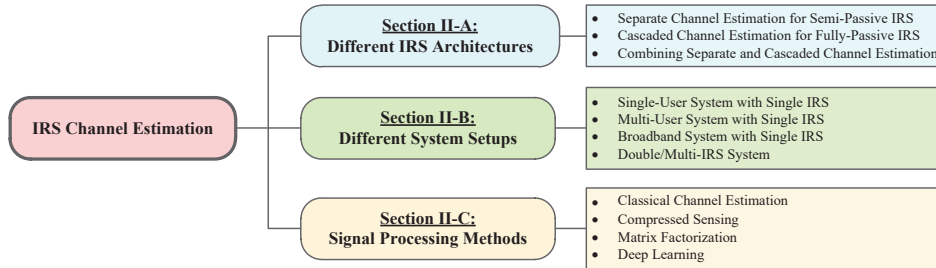 IRS Channel Estimation
Section II-A:
Different IRS Architectures
• Separate Channel Estimation for Semi-Passive IRS
• Cascaded Channel Estimation for Fully-Passive IRS
• Combining Separate and Cascaded Channel Estimation
Section II-B:
Different System Setups
• Single-User System with Single IRS
• Multi-User System with Single IRS
• Broadband System with Single IRS
• Double/Multi-IRS System
Section II-C:
Signal Processing Methods
• Classical Channel Estimation
• Compressed Sensing
• Matrix Factorization
• Deep Learning